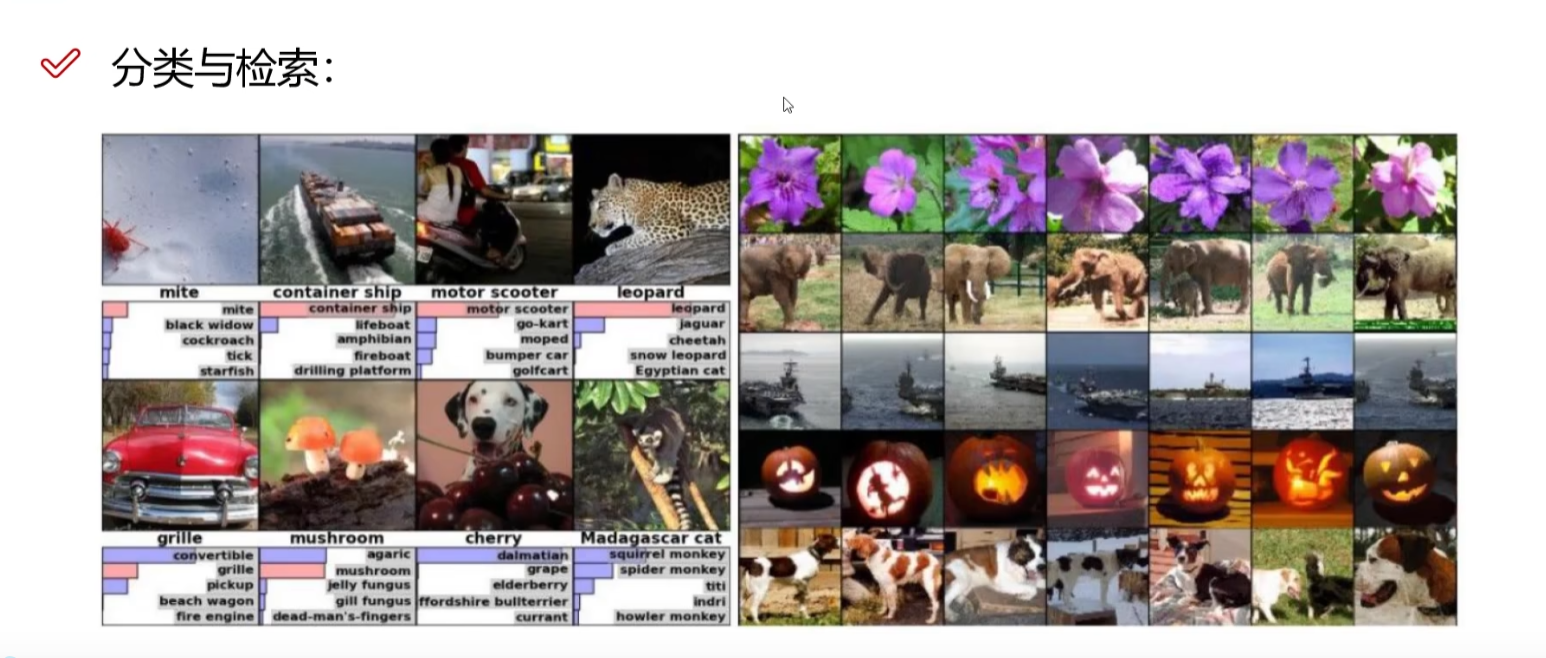 分类与检索：
mite
container ship
motor scooter
leopard
mite
black widow
cockroach
tick
starfish
container ship
lifeboat
amphibian
fireboat
drilling platform
motor scooter
go-kart
moped
bumper car
golfcart
leopard
jaguar
cheetah
snow leopard
Egyptian cat
grille
mushroom
cherry
Madagascar cat
convertible
grille
pickup
beach wagon
fire engine
agaric
mushroom
jelly fungus
gill fungus
dead-man's-fingers
dalmatian
grape
elderberry
ffordshire bullterrier
currant
squirrel monkey
spider monkey
titi
indri
howler monkey